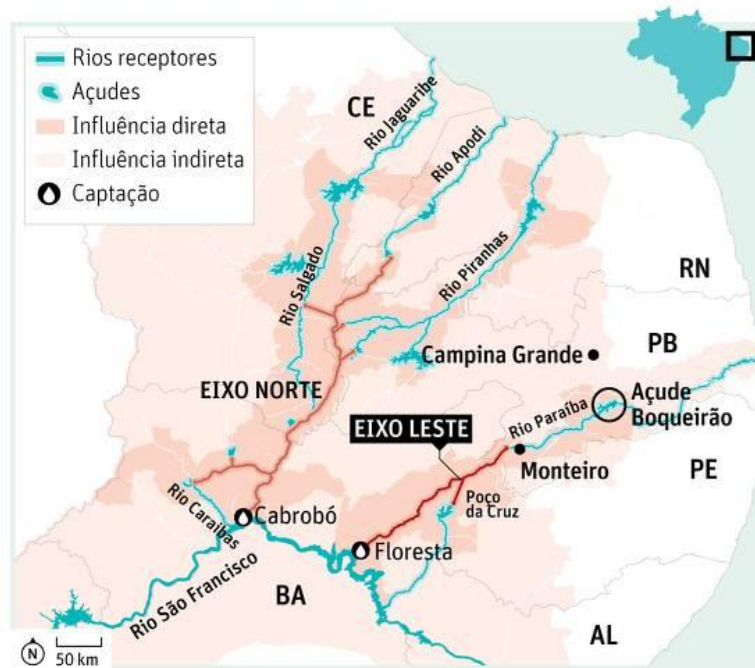 Rios receptores
Açudes
Influência direta
Influência indireta
Captação
CE
Rio Jaguaribe
Rio Apodi
Rio Salgado
Rio Piranhas
RN
Campina Grande
PB
EIXO NORTE
EIXO LESTE
Rio Paraíba
Açude
Boqueirão
Monteiro
PE
Poço
da Cruz
Rio Caraibas
Cabrobó
Floresta
Rio São Francisco
BA
AL
N
50 km